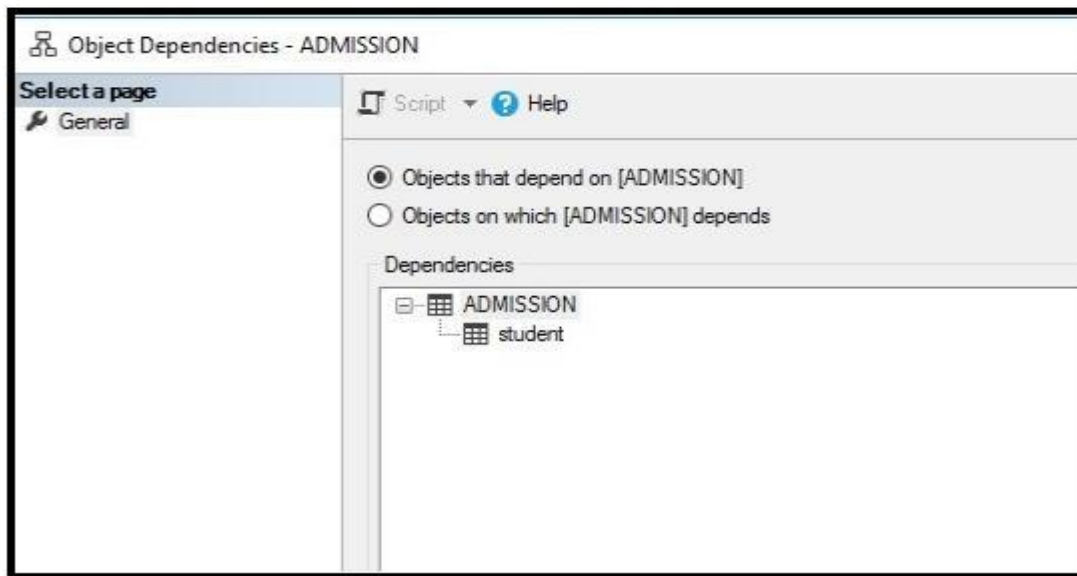 Object Dependencies - ADMISSION
Select a page
General
Script
Help
Objects that depend on [ADMISSION]
Objects on which [ADMISSION] depends
Dependencies
ADMISSION
student